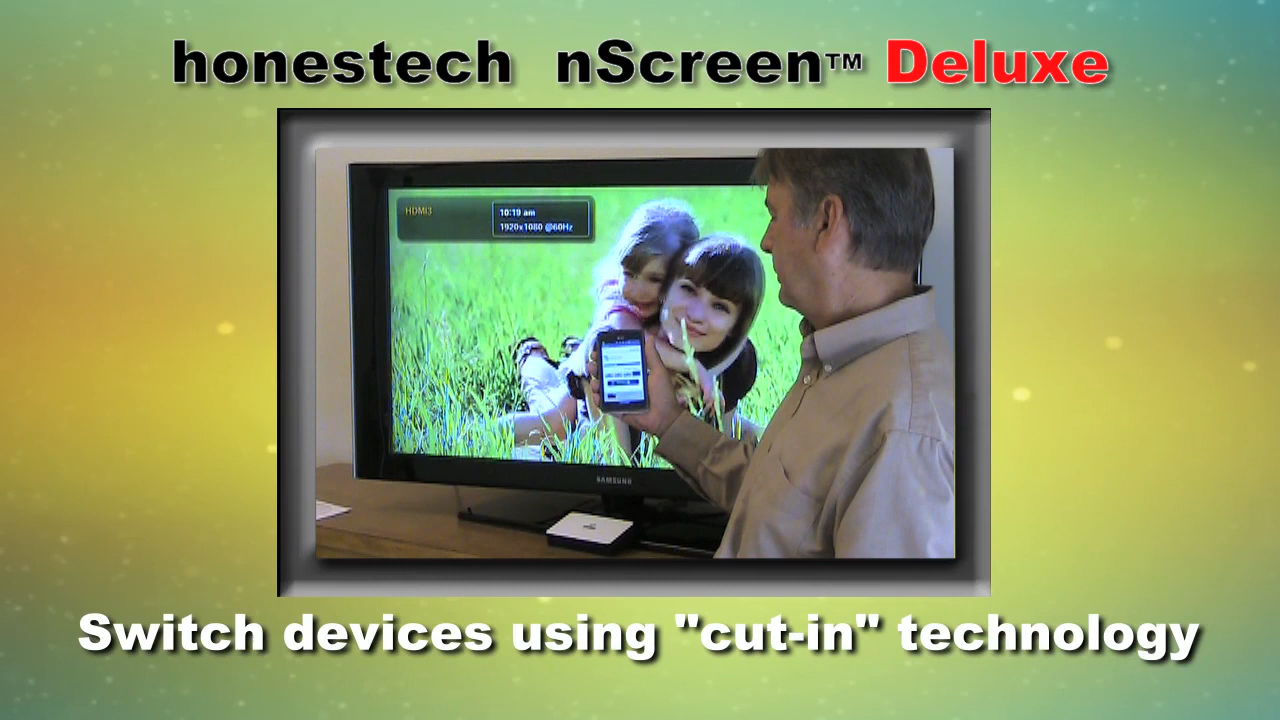 honestech nScreen™ Deluxe
HDMI3
10:19 am
1920x1080 @60Hz
SAMSUNG
Switch devices using "cut-in" technology